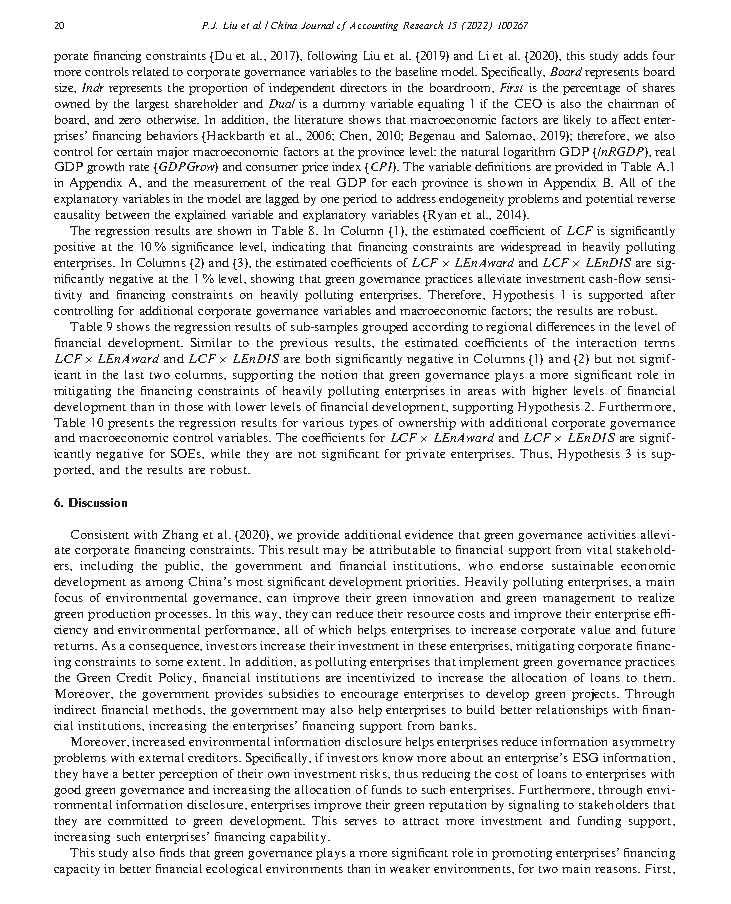 20 P.J. Liu et al. / China Journal of Accounting Research 15 (2022) 100267
porate financing constraints (Du et al., 2017), following Liu et al. (2019) and Li et al. (2020), this study adds four
more controls related to corporate governance variables to the baseline model. Specifically, Board represents board
size, Indr represents the proportion of independent directors in the boardroom, First is the percentage of shares
owned by the largest shareholder and Dual is a dummy variable equaling 1 if the CEO is also the chairman of
board, and zero otherwise. In addition, the literature shows that macroeconomic factors are likely to affect enter-
prises' financing behaviors (Hackbarth et al., 2006; Chen, 2010; Begenau and Salomao, 2019); therefore, we also
control for certain major macroeconomic factors at the province level: the natural logarithm GDP (lnRGDP), real
GDP growth rate (GDPGrow) and consumer price index (CPI). The variable definitions are provided in Table A.1
in Appendix A, and the measurement of the real GDP for each province is shown in Appendix B. All of the
explanatory variables in the model are lagged by one period to address endogeneity problems and potential reverse
causality between the explained variable and explanatory variables (Ryan et al., 2014).
The regression results are shown in Table 8. In Column (1), the estimated coefficient of LCF is significantly
positive at the 10 % significance level, indicating that financing constraints are widespread in heavily polluting
enterprises. In Columns (2) and (3), the estimated coefficients of LCF × LEnAward and LCF × LEnDIS are sig-
nificantly negative at the 1 % level, showing that green governance practices alleviate investment cash-flow sensi-
tivity and financing constraints on heavily polluting enterprises. Therefore, Hypothesis 1 is supported after
controlling for additional corporate governance variables and macroeconomic factors; the results are robust.
Table 9 shows the regression results of sub-samples grouped according to regional differences in the level of
financial development. Similar to the previous results, the estimated coefficients of the interaction terms
LCF × LEnAward and LCF × LEnDIS are both significantly negative in Columns (1) and (2) but not signif-
icant in the last two columns, supporting the notion that green governance plays a more significant role in
mitigating the financing constraints of heavily polluting enterprises in areas with higher levels of financial
development than in those with lower levels of financial development, supporting Hypothesis 2. Furthermore,
Table 10 presents the regression results for various types of ownership with additional corporate governance
and macroeconomic control variables. The coefficients for LCF × LEnAward and LCF × LEnDIS are signif-
icantly negative for SOEs, while they are not significant for private enterprises. Thus, Hypothesis 3 is sup-
ported, and the results are robust.
6. Discussion
Consistent with Zhang et al. (2020), we provide additional evidence that green governance activities allevi-
ate corporate financing constraints. This result may be attributable to financial support from vital stakehold-
ers, including the public, the government and financial institutions, who endorse sustainable economic
development as among China's most significant development priorities. Heavily polluting enterprises, a main
focus of environmental governance, can improve their green innovation and green management to realize
green production processes. In this way, they can reduce their resource costs and improve their enterprise effi-
ciency and environmental performance, all of which helps enterprises to increase corporate value and future
returns. As a consequence, investors increase their investment in these enterprises, mitigating corporate financ-
ing constraints to some extent. In addition, as polluting enterprises that implement green governance practices
the Green Credit Policy, financial institutions are incentivized to increase the allocation of loans to them.
Moreover, the government provides subsidies to encourage enterprises to develop green projects. Through
indirect financial methods, the government may also help enterprises to build better relationships with finan-
cial institutions, increasing the enterprises' financing support from banks.
Moreover, increased environmental information disclosure helps enterprises reduce information asymmetry
problems with external creditors. Specifically, if investors know more about an enterprise's ESG information,
they have a better perception of their own investment risks, thus reducing the cost of loans to enterprises with
good green governance and increasing the allocation of funds to such enterprises. Furthermore, through envi-
ronmental information disclosure, enterprises improve their green reputation by signaling to stakeholders that
they are committed to green development. This serves to attract more investment and funding support,
increasing such enterprises' financing capability.
This study also finds that green governance plays a more significant role in promoting enterprises' financing
capacity in better financial ecological environments than in weaker environments, for two main reasons. First,